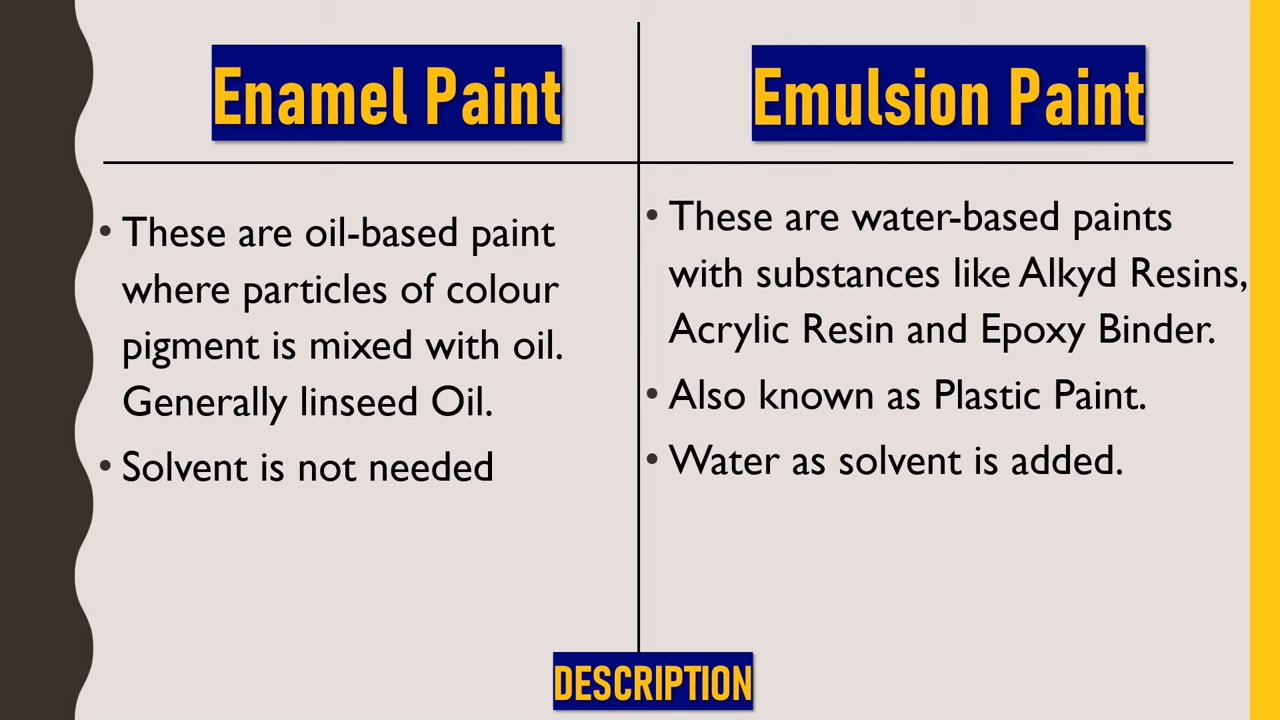 Enamel Paint
• These are oil-based paint
where particles of colour
pigment is mixed with oil.
Generally linseed Oil.
• Solvent is not needed
Emulsion Paint
• These are water-based paints
with substances like Alkyd Resins,
Acrylic Resin and Epoxy Binder.
• Also known as Plastic Paint.
• Water as solvent is added.
DESCRIPTION